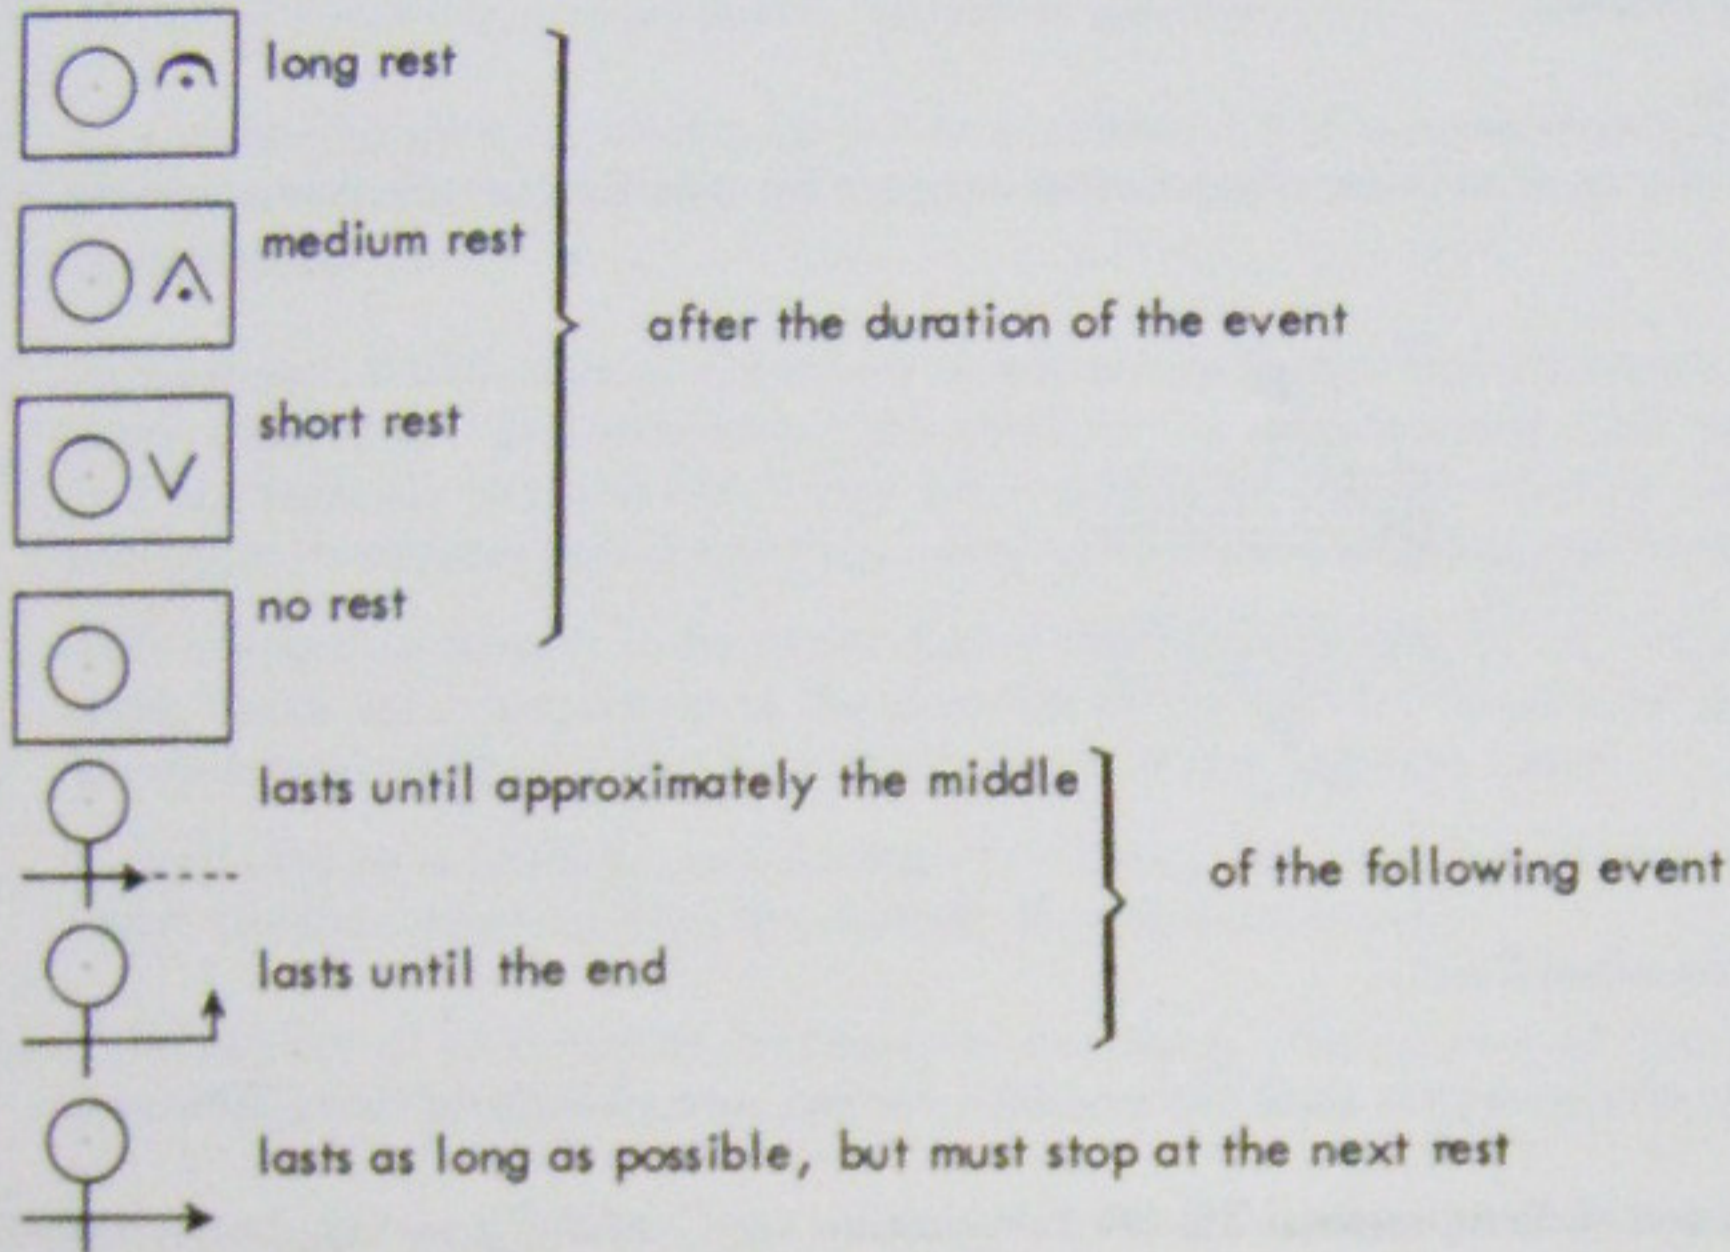 long rest
medium rest
after the duration of the event
short rest
no rest
lasts until approximately the middle
of the following event
lasts until the end
lasts as long as possible, but must stop at the next rest